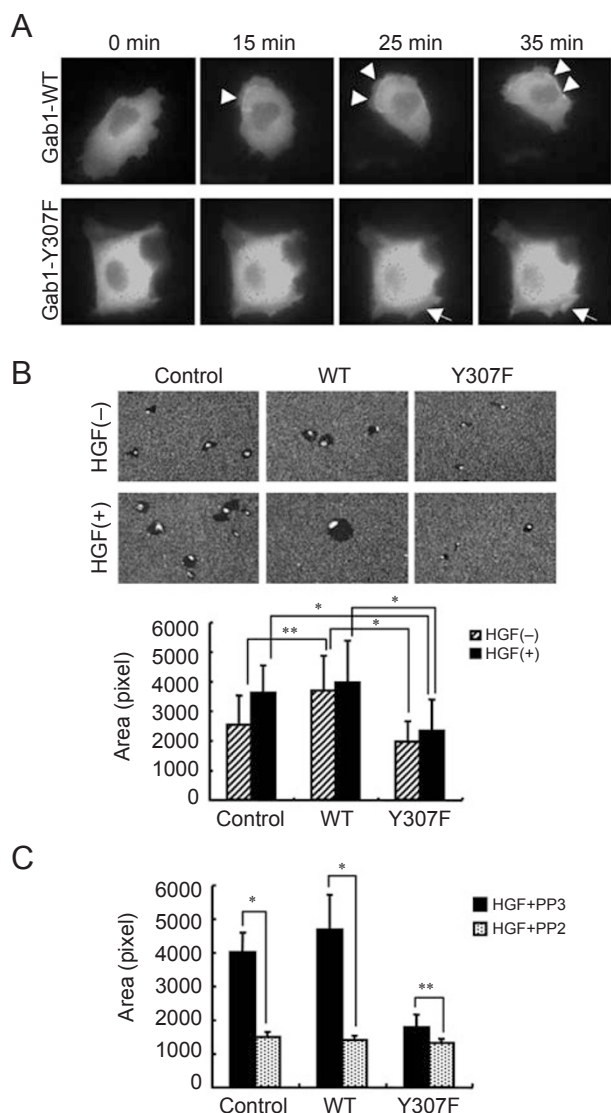 A
0 min 15 min 25 min 35 min
Gab1-WT
Gab1-Y307F
B
Control WT Y307F
HGF(–)
HGF(+)
* *
** *
HGF(–)
HGF(+)
Area (pixel)
6000
5000
4000
3000
2000
1000
0
Control WT Y307F
C
* *
**
HGF+PP3
HGF+PP2
Area (pixel)
6000
5000
4000
3000
2000
1000
0
Control WT Y307F